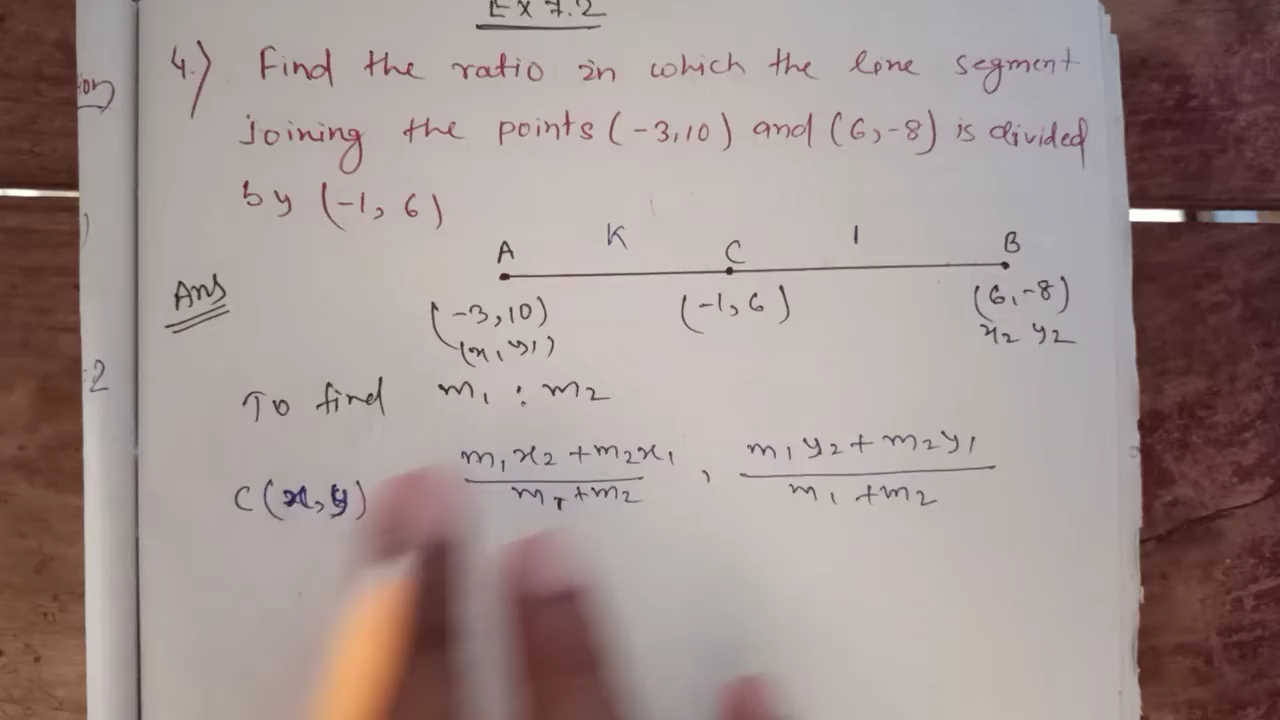 Ex 7.2
4.) Find the ratio in which the line segment
joining the points (-3,10) and (6,-8) is divided
by (-1, 6)
A K C 1 B
Ans
(-3,10) (-1,6) (6,-8)
(x1 y1) x2 y2
:2
To find m1 : m2
C(x,y) m1x2 + m2x1 / m1 + m2 , m1y2 + m2y1 / m1 + m2